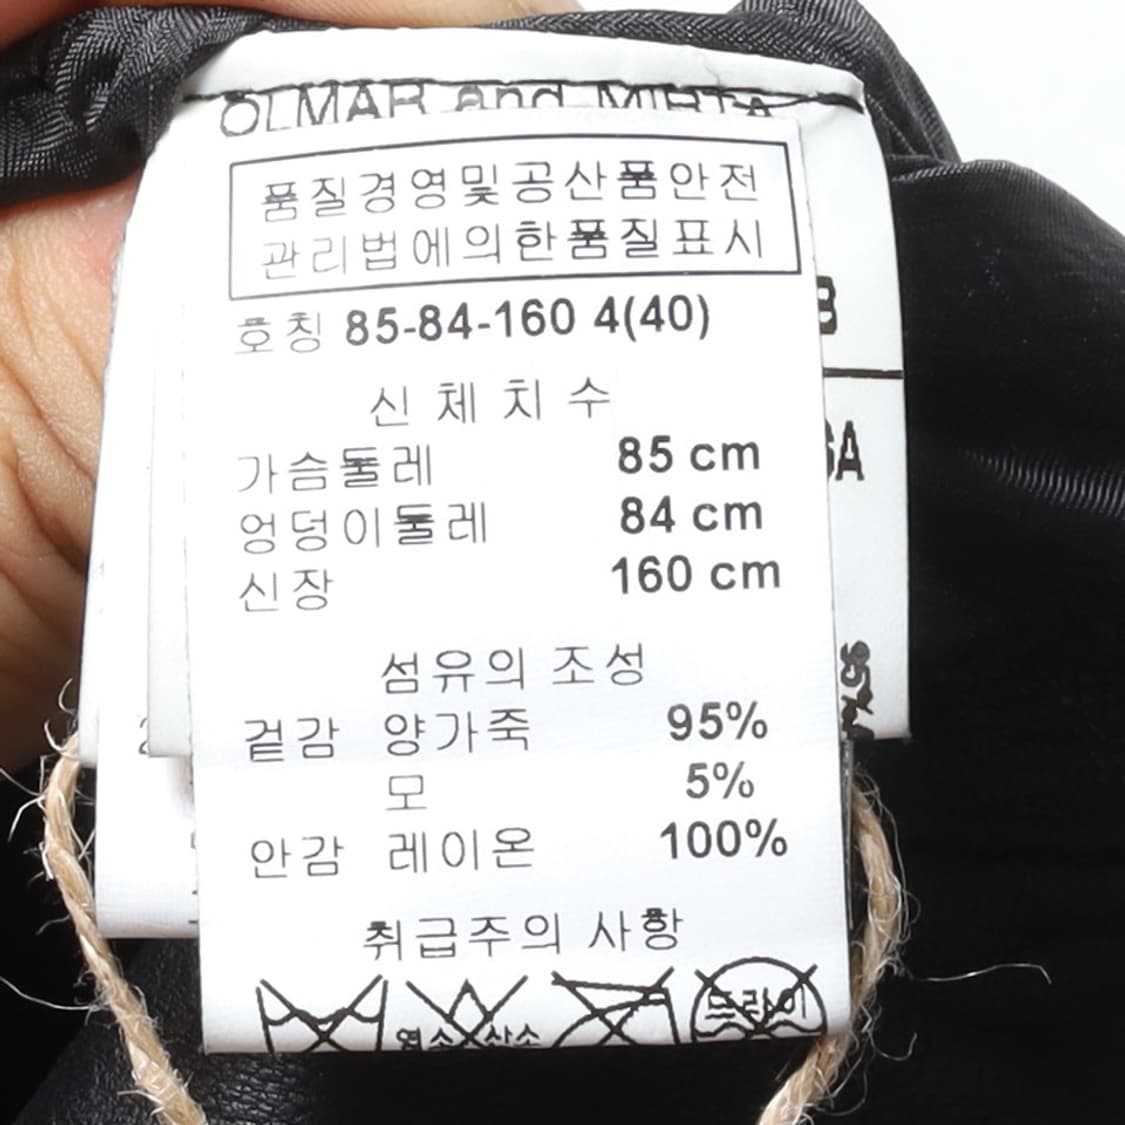 OLMAR and MIRTA
품질경영및공산품안전
관리법에의한품질표시
호칭 85-84-160 4(40)
신체치수
가슴둘레 85 cm
엉덩이둘레 84 cm
신장 160 cm
섬유의 조성
겉감 양가죽 95%
모 5%
안감 레이온 100%
취급주의 사항
염소 산소
드라이